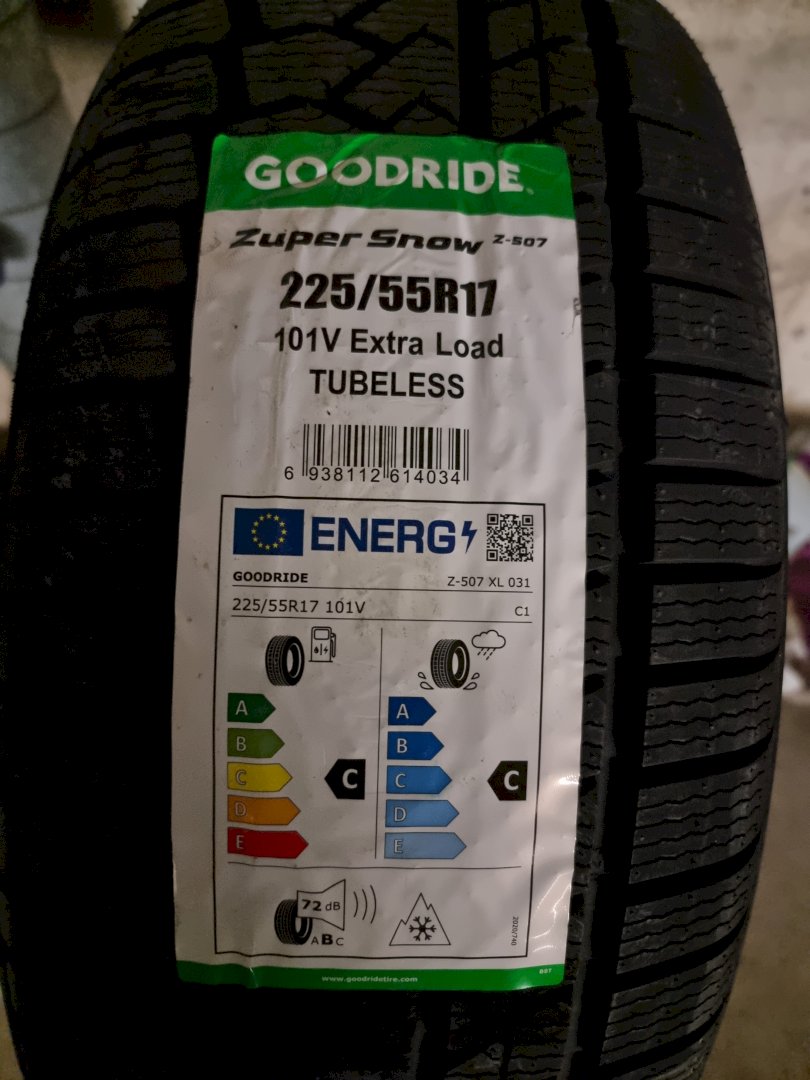 GOODRIDE
Zuper Snow Z-507
225/55R17
101V Extra Load
TUBELESS
6 938112 614034
ENERG
GOODRIDE Z-507 XL 031
225/55R17 101V C1
A A
B B
C C C C
D D
E E
72 dB
ABC
2020/740
www.goodridetire.com